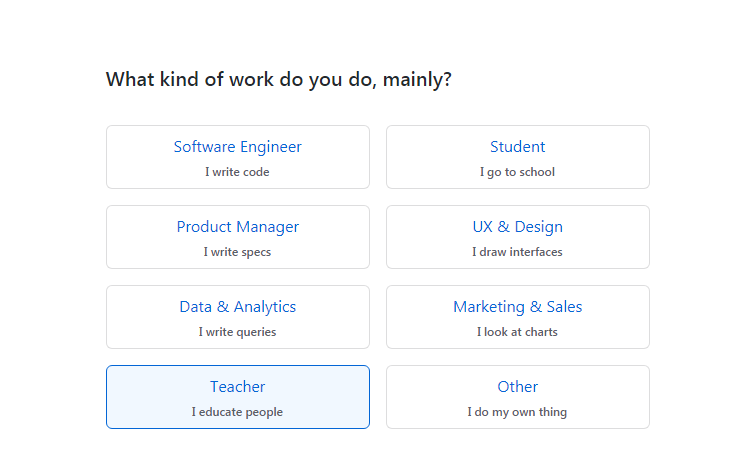 What kind of work do you do, mainly?
Software Engineer
I write code
Student
I go to school
Product Manager
I write specs
UX & Design
I draw interfaces
Data & Analytics
I write queries
Marketing & Sales
I look at charts
Teacher
I educate people
Other
I do my own thing